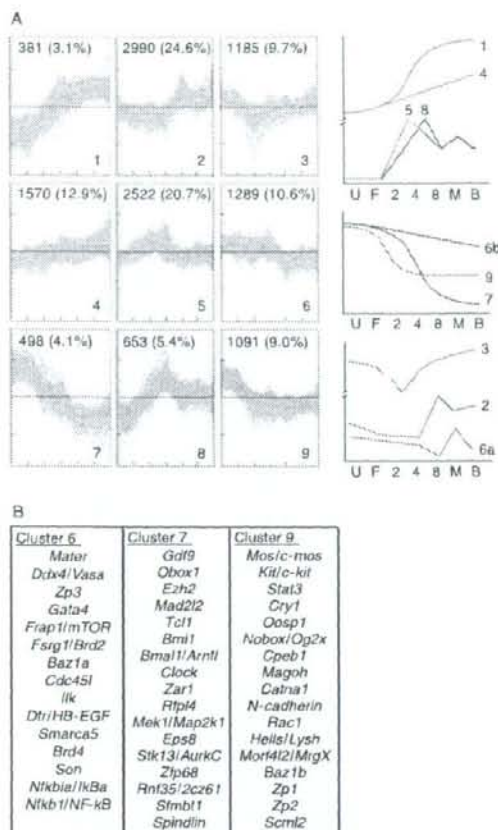 A
381 (3.1%)
2990 (24.6%)
1185 (9.7%)
1
2
3
1570 (12.9%)
2522 (20.7%)
1289 (10.6%)
4
5
6
498 (4.1%)
653 (5.4%)
1091 (9.0%)
7
8
9
1
4
5 8
U F 2 4 8 M B
6b
9
7
U F 2 4 8 M B
3
2
6a
U F 2 4 8 M B
B
Cluster 6
Mater
Ddx4/Vasa
Zp3
Gata4
Frap1/mTOR
Fsrg1/Brd2
Baz1a
Cdc45l
Ilk
Dtr/HB-EGF
Smarca5
Brd4
Son
Nfkbia/IkBa
Nfkb1/NF-kB
Cluster 7
Gdf9
Obox1
Ezh2
Mad2l2
Tcl1
Bmi1
Bmal1/Arntl
Clock
Zar1
Rfpl4
Mek1/Map2k1
Eps8
Stk13/AurkC
Zfp68
Rnf35/2cz61
Sfmbt1
Spindlin
Cluster 9
Mos/c-mos
Kit/c-kit
Stat3
Cry1
Oosp1
Nobox/Og2x
Cpeb1
Magoh
Catna1
N-cadherin
Rac1
Hells/Lysh
Morf4l2/MrgX
Baz1b
Zp1
Zp2
Scml2